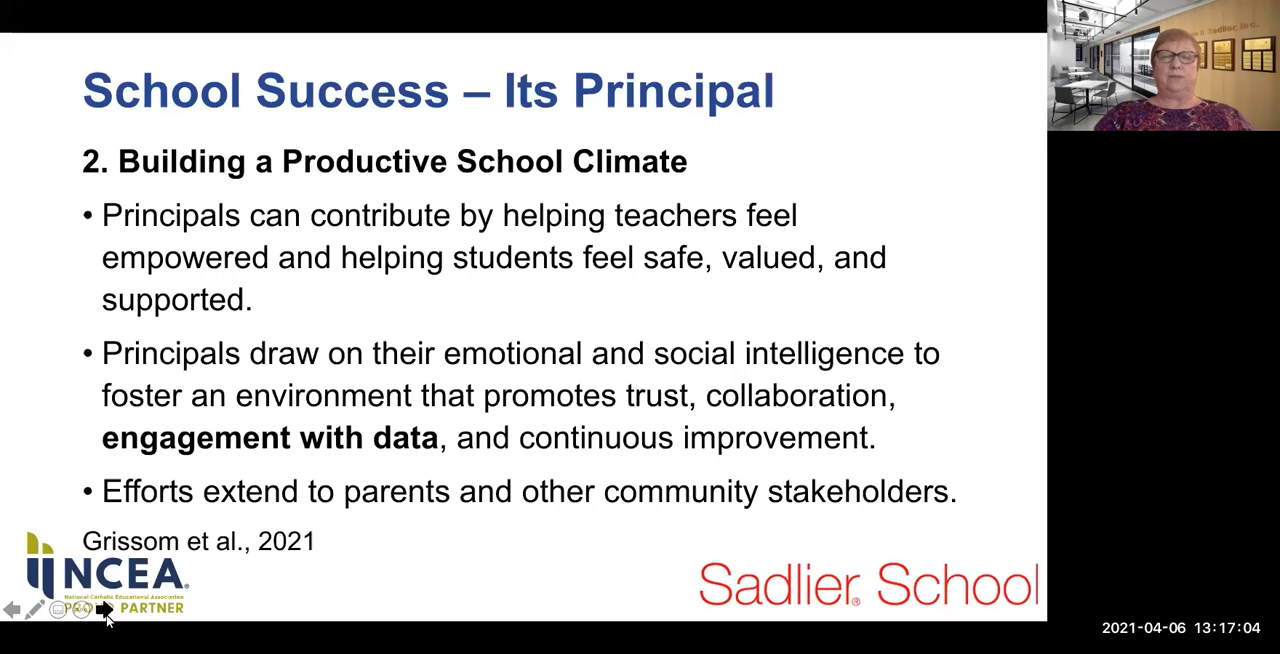 School Success – Its Principal
2. Building a Productive School Climate
• Principals can contribute by helping teachers feel
empowered and helping students feel safe, valued, and
supported.
• Principals draw on their emotional and social intelligence to
foster an environment that promotes trust, collaboration,
engagement with data, and continuous improvement.
• Efforts extend to parents and other community stakeholders.
Grissom et al., 2021
NCEA®
National Catholic Educational Association
PARTNER
Sadlier® School
Sadlier, Inc.
2021-04-06 13:17:04